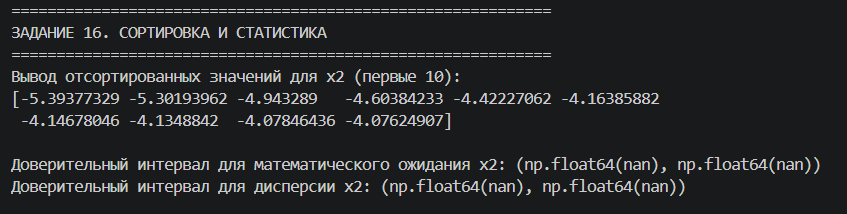 ============================================================
ЗАДАНИЕ 16. СОРТИРОВКА И СТАТИСТИКА
============================================================
Вывод отсортированных значений для x2 (первые 10):
[-5.39377329 -5.30193962 -4.943289   -4.60384233 -4.42227062 -4.16385882
 -4.14678046 -4.1348842  -4.07846436 -4.07624907]
Доверительный интервал для математического ожидания x2: (np.float64(nan), np.float64(nan))
Доверительный интервал для дисперсии x2: (np.float64(nan), np.float64(nan))